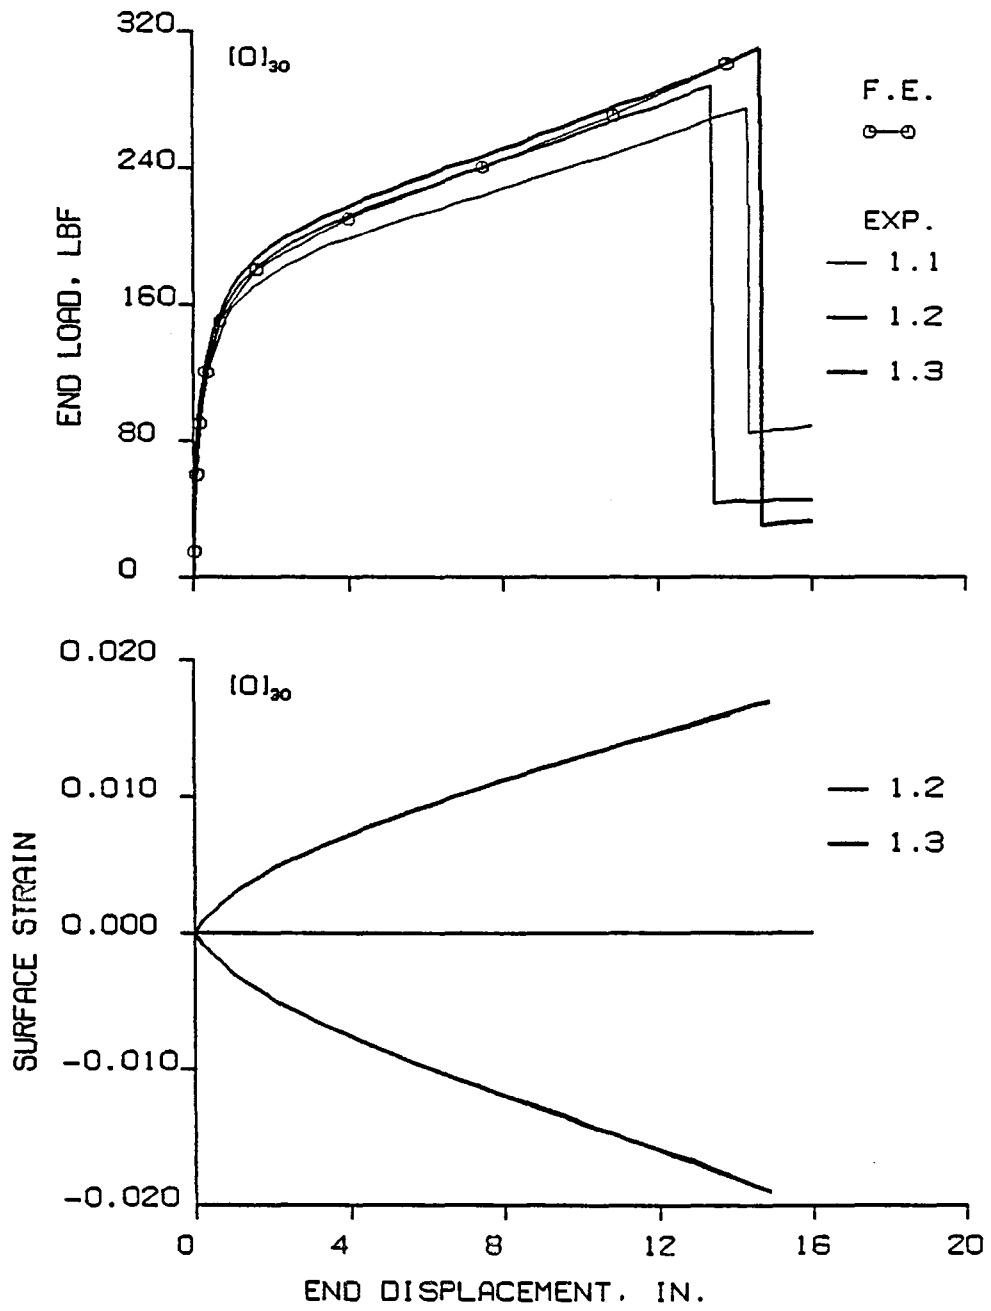 320
[0]30
F.E.
240
EXP.
1.1
160
1.2
1.3
80
0
END LOAD, LBF
0.020
[0]30
0.010
1.2
1.3
0.000
-0.010
-0.020
SURFACE STRAIN
0 4 8 12 16 20
END DISPLACEMENT, IN.